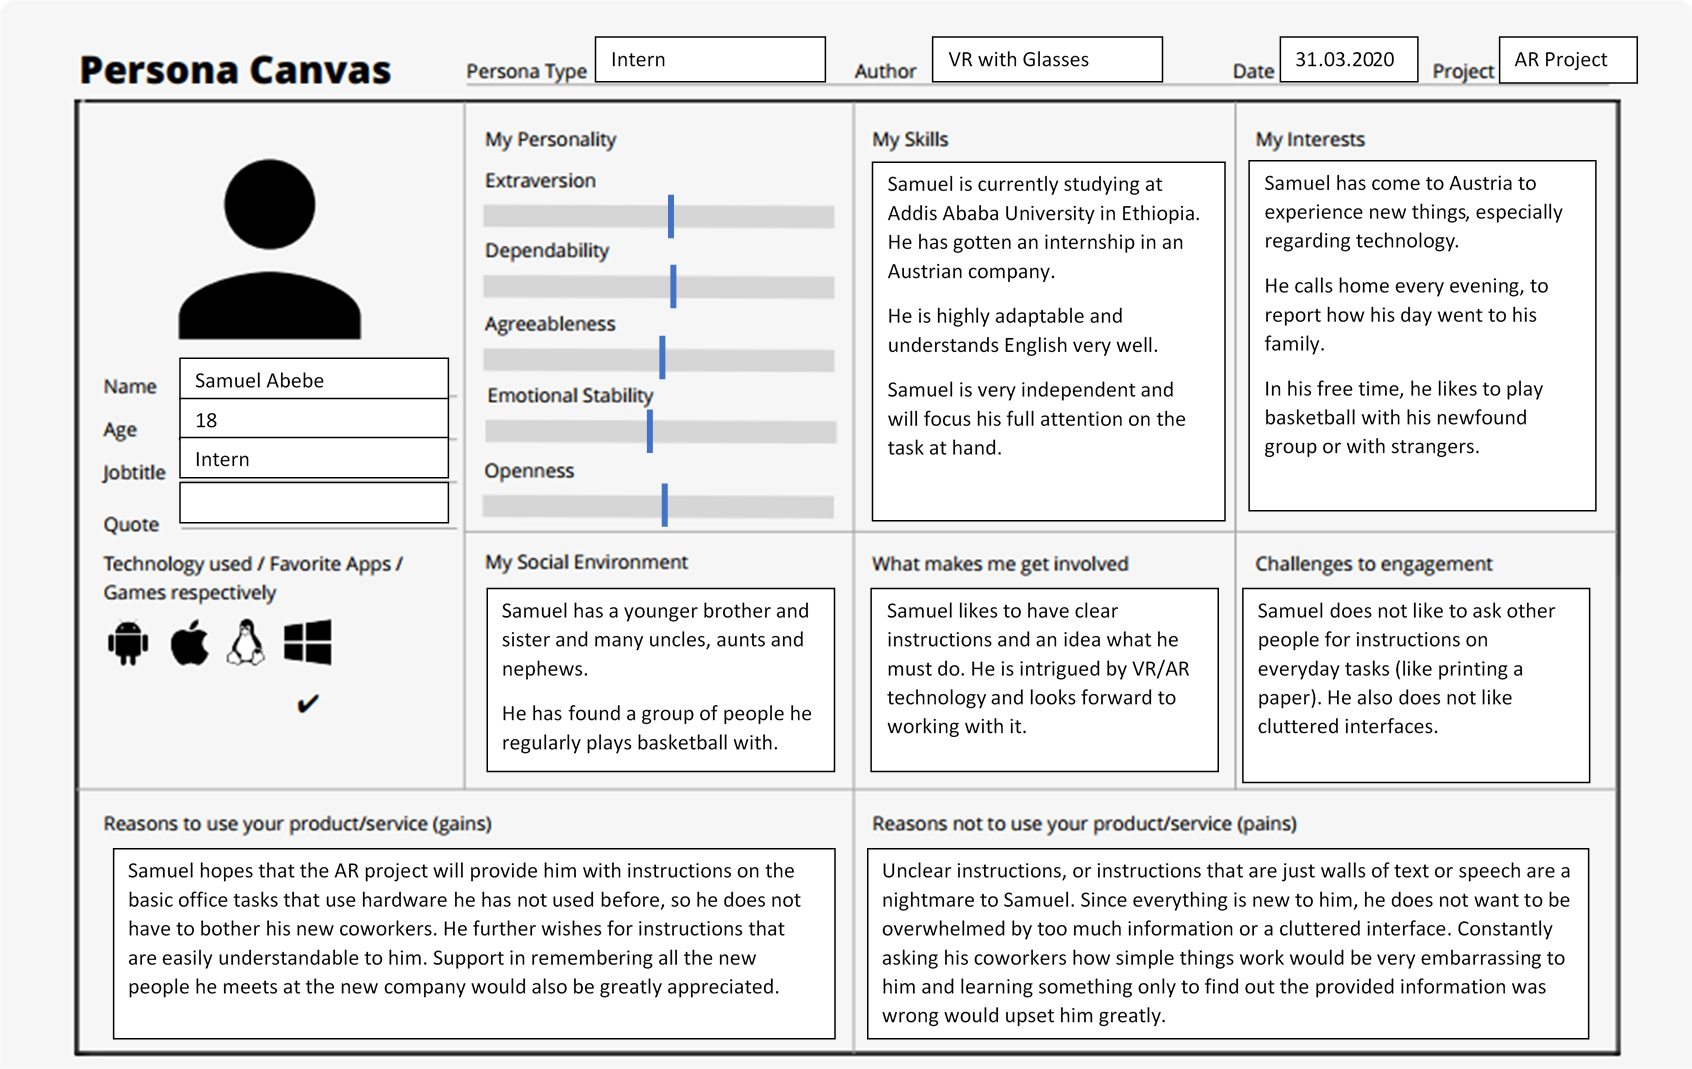 Persona Canvas
Persona Type
Intern
Author
VR with Glasses
Date
31.03.2020
Project
AR Project
Name
Samuel Abebe
Age
18
Jobtitle
Intern
Quote
Technology used / Favorite Apps /
Games respectively
✔
My Personality
Extraversion
Dependability
Agreeableness
Emotional Stability
Openness
My Skills
Samuel is currently studying at
Addis Ababa University in Ethiopia.
He has gotten an internship in an
Austrian company.
He is highly adaptable and
understands English very well.
Samuel is very independent and
will focus his full attention on the
task at hand.
My Interests
Samuel has come to Austria to
experience new things, especially
regarding technology.
He calls home every evening, to
report how his day went to his
family.
In his free time, he likes to play
basketball with his newfound
group or with strangers.
My Social Environment
Samuel has a younger brother and
sister and many uncles, aunts and
nephews.
He has found a group of people he
regularly plays basketball with.
What makes me get involved
Samuel likes to have clear
instructions and an idea what he
must do. He is intrigued by VR/AR
technology and looks forward to
working with it.
Challenges to engagement
Samuel does not like to ask other
people for instructions on
everyday tasks (like printing a
paper). He also does not like
cluttered interfaces.
Reasons to use your product/service (gains)
Samuel hopes that the AR project will provide him with instructions on the
basic office tasks that use hardware he has not used before, so he does not
have to bother his new coworkers. He further wishes for instructions that
are easily understandable to him. Support in remembering all the new
people he meets at the new company would also be greatly appreciated.
Reasons not to use your product/service (pains)
Unclear instructions, or instructions that are just walls of text or speech are a
nightmare to Samuel. Since everything is new to him, he does not want to be
overwhelmed by too much information or a cluttered interface. Constantly
asking his coworkers how simple things work would be very embarrassing to
him and learning something only to find out the provided information was
wrong would upset him greatly.